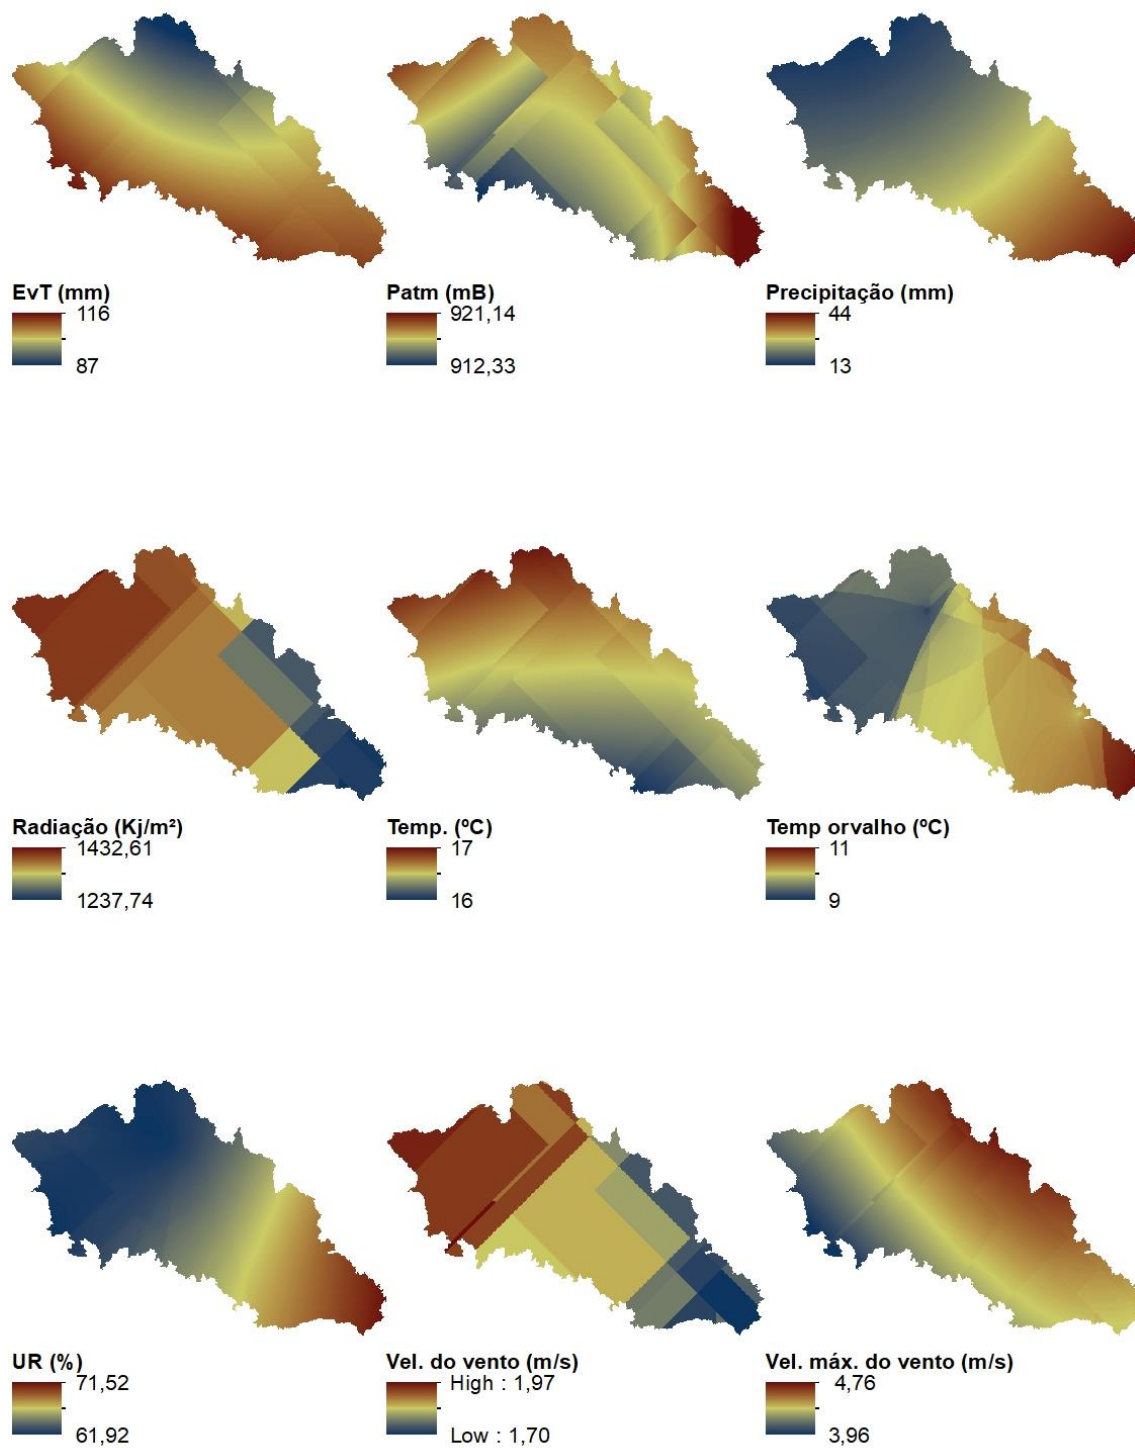 EvT (mm)
116
87
Patm (mB)
921,14
912,33
Precipitação (mm)
44
13
Radiação (Kj/m²)
1432,61
1237,74
Temp. (ºC)
17
16
Temp orvalho (ºC)
11
9
UR (%)
71,52
61,92
Vel. do vento (m/s)
High : 1,97
Low : 1,70
Vel. máx. do vento (m/s)
4,76
3,96